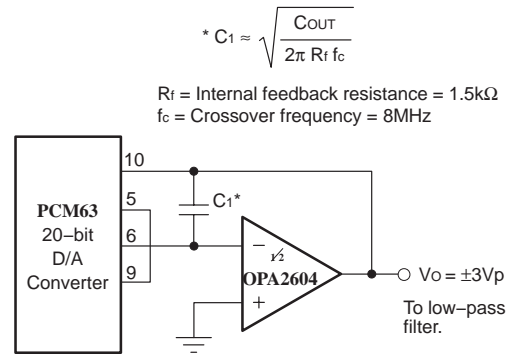 * C1 ≈ √ COUT / 2π Rf fc
Rf = Internal feedback resistance = 1.5kΩ
fc = Crossover frequency = 8MHz
10
5
6
9
PCM63
20−bit
D/A
Converter
C1*
−
1/2
OPA2604
+
VO = ±3Vp
To low−pass
filter.